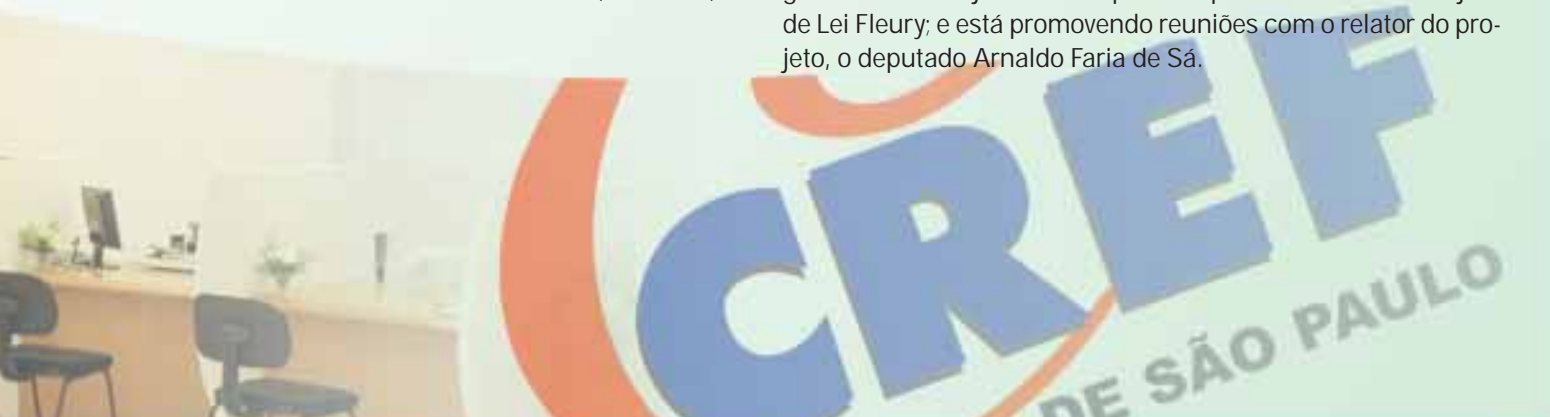 de Lei Fleury; e está promovendo reuniões com o relator do pro-
jeto, o deputado Arnaldo Faria de Sá.
CREF
DE SÃO PAULO